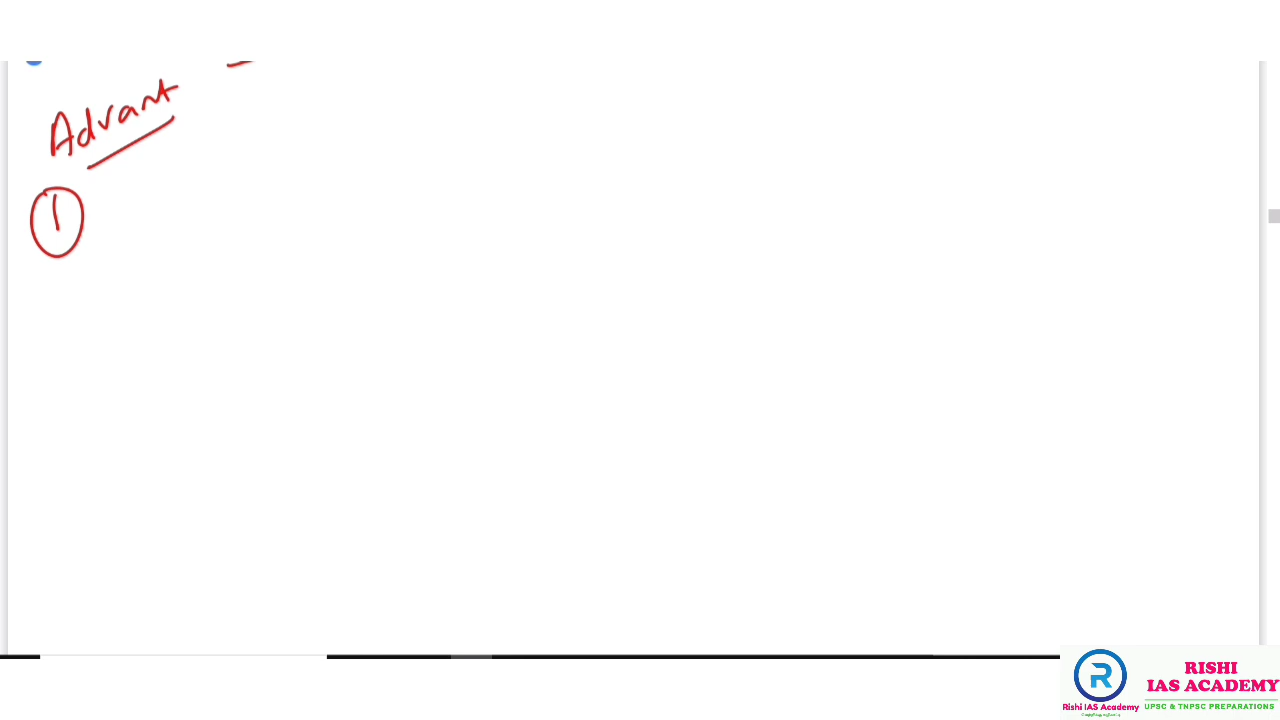 Advant
1
RISHI
IAS ACADEMY
Rishi IAS Academy
UPSC & TNPSC PREPARATIONS